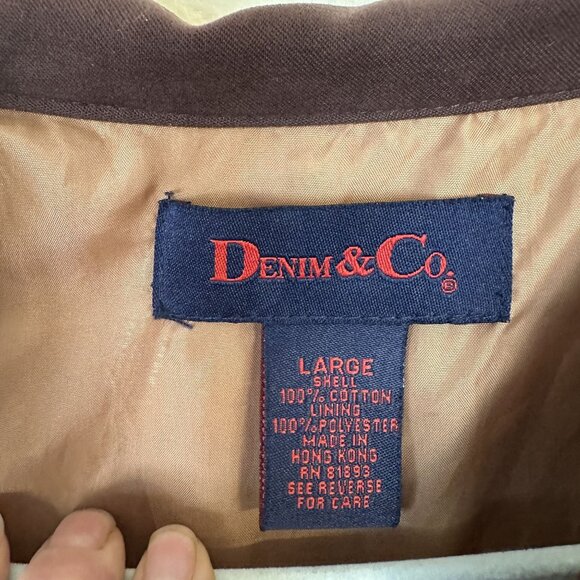 DENIM & CO.®
LARGE
SHELL
100% COTTON
LINING
100% POLYESTER
MADE IN
HONG KONG
RN 81893
SEE REVERSE
FOR CARE